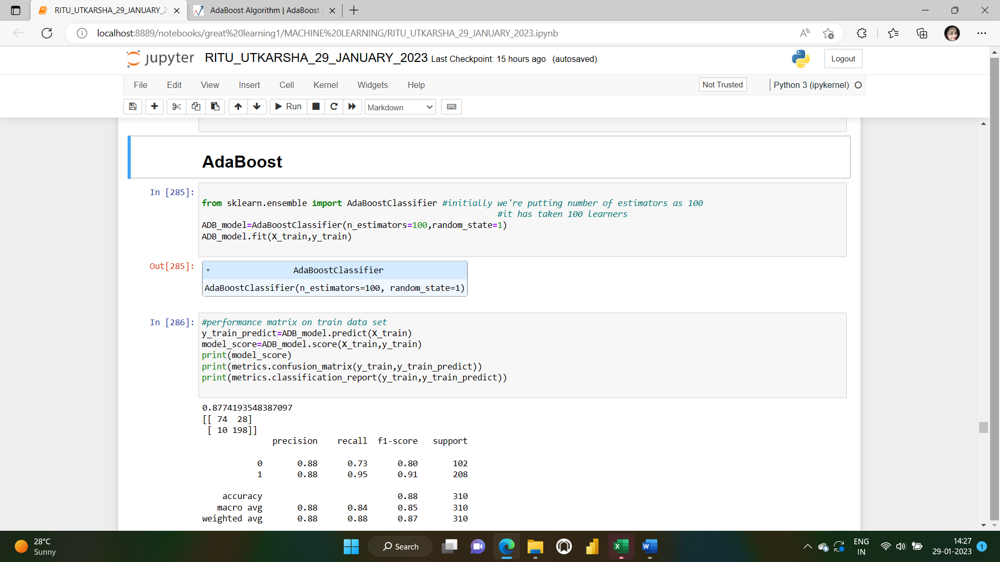 RITU_UTKARSHA_29_JANUARY_2
AdaBoost Algorithm | AdaBoost
localhost:8889/notebooks/great%20learning1/MACHINE%20LEARNING/RITU_UTKARSHA_29_JANUARY_2023.ipynb
jupyter RITU_UTKARSHA_29_JANUARY_2023 Last Checkpoint: 15 hours ago (autosaved)
Logout
File Edit View Insert Cell Kernel Widgets Help
Not Trusted
Python 3 (ipykernel)
Run
Markdown
AdaBoost
In [285]:
from sklearn.ensemble import AdaBoostClassifier #initially we're putting number of estimators as 100
#it has taken 100 learners
ADB_model=AdaBoostClassifier(n_estimators=100,random_state=1)
ADB_model.fit(X_train,y_train)
Out[285]:
AdaBoostClassifier
AdaBoostClassifier(n_estimators=100, random_state=1)
In [286]:
#performance matrix on train data set
y_train_predict=ADB_model.predict(X_train)
model_score=ADB_model.score(X_train,y_train)
print(model_score)
print(metrics.confusion_matrix(y_train,y_train_predict))
print(metrics.classification_report(y_train,y_train_predict))
0.8774193548387097
[[ 74 28]
[ 10 198]]
precision recall f1-score support
0 0.88 0.73 0.80 102
1 0.88 0.95 0.91 208
accuracy 0.88 310
macro avg 0.88 0.84 0.85 310
weighted avg 0.88 0.88 0.87 310
28°C
Sunny
Search
ENG
IN
14:27
29-01-2023
1